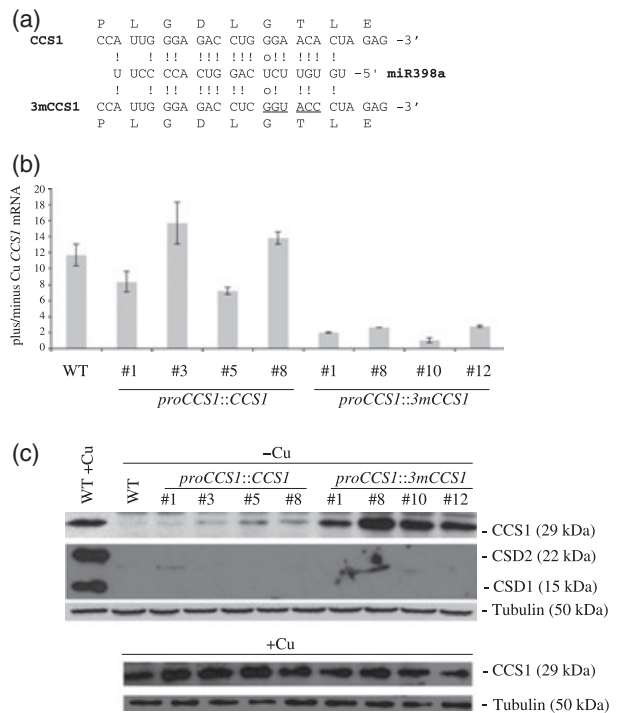 (a)
P L G D L G T L E
CCS1 CCA UUG GGA GAC CUG GGA ACA CUA GAG -3'
! !! !!! !!! o!! !!! !
U UCC CCA CUG GAC UCU UGU GU -5' miR398a
! !! !!! !! o! ! ! !
3mCCS1 CCA UUG GGA GAC CUC GGU ACC CUA GAG -3'
P L G D L G T L E
(b)
plus/minus Cu CCS1 mRNA
20
18
16
14
12
10
8
6
4
2
0
WT #1 #3 #5 #8 #1 #8 #10 #12
proCCS1::CCS1 proCCS1::3mCCS1
(c)
WT +Cu
–Cu
WT
proCCS1::CCS1 proCCS1::3mCCS1
#1 #3 #5 #8 #1 #8 #10 #12
- CCS1 (29 kDa)
- CSD2 (22 kDa)
- CSD1 (15 kDa)
- Tubulin (50 kDa)
+Cu
- CCS1 (29 kDa)
- Tubulin (50 kDa)